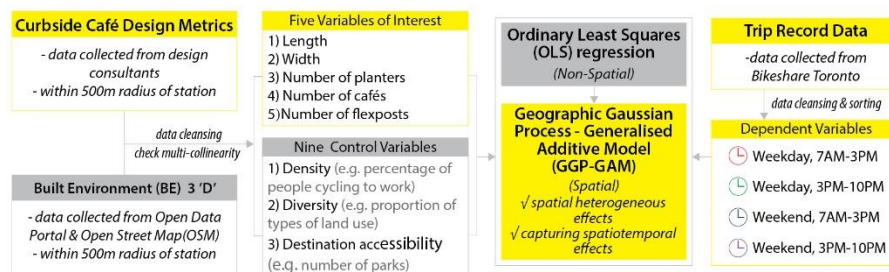 Curbside Café Design Metrics
- data collected from design
consultants
- within 500m radius of station
data cleansing
check multi-collinearity
Built Environment (BE) 3 'D'
- data collected from Open Data
Portal & Open Street Map(OSM)
- within 500m radius of station
Five Variables of Interest
1) Length
2) Width
3) Number of planters
4) Number of cafés
5) Number of flexposts
Nine Control Variables
1) Density (e.g. percentage of
people cycling to work)
2) Diversity (e.g. proportion of
types of land use)
3) Destination accessibility
(e.g. number of parks)
Ordinary Least Squares
(OLS) regression
(Non-Spatial)
Geographic Gaussian
Process - Generalised
Additive Model
(GGP-GAM)
(Spatial)
√ spatial heterogeneous
effects
√ capturing spatiotemporal
effects
Trip Record Data
-data collected from
Bikeshare Toronto
data cleansing & sorting
Dependent Variables
Weekday, 7AM-3PM
Weekday, 3PM-10PM
Weekend, 7AM-3PM
Weekend, 3PM-10PM